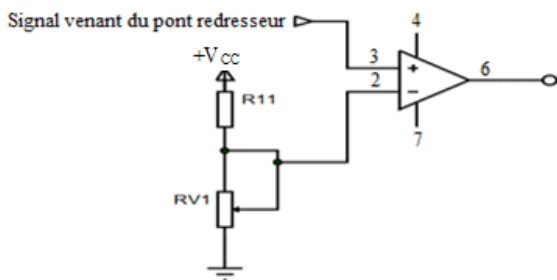 Signal venant du pont redresseur
+VCC
R11
RV1
3
2
4
6
7
+
−